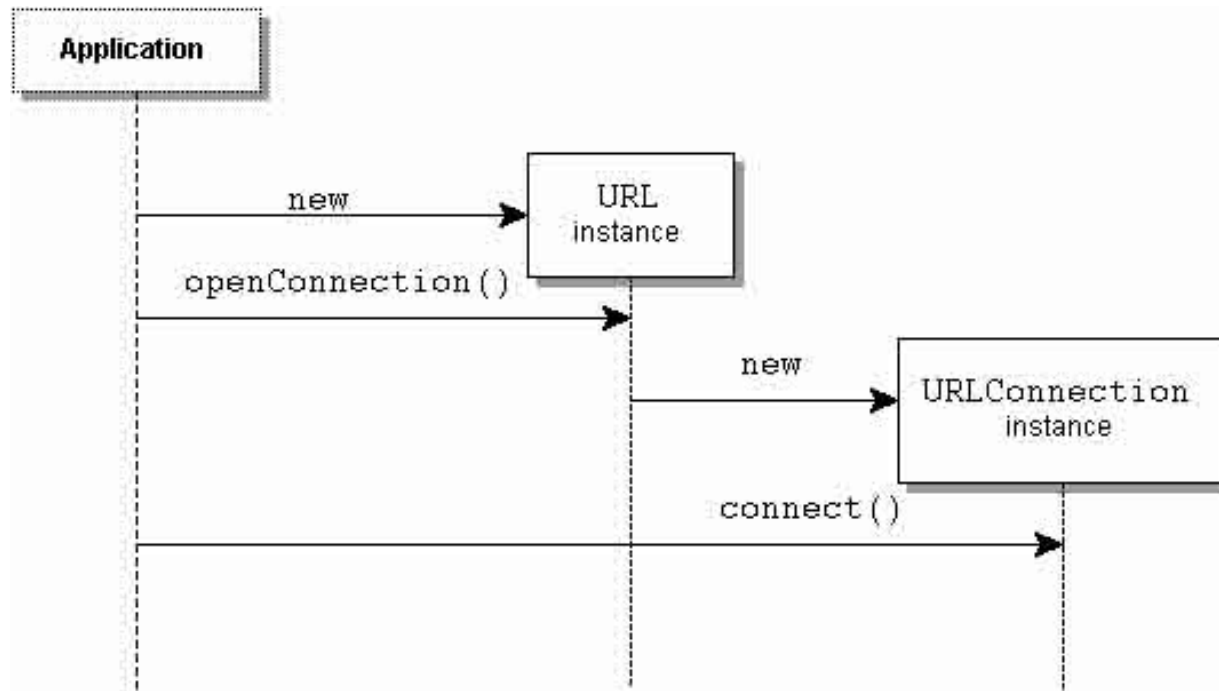 Application
new
URL
instance
openConnection()
new
URLConnection
instance
connect()